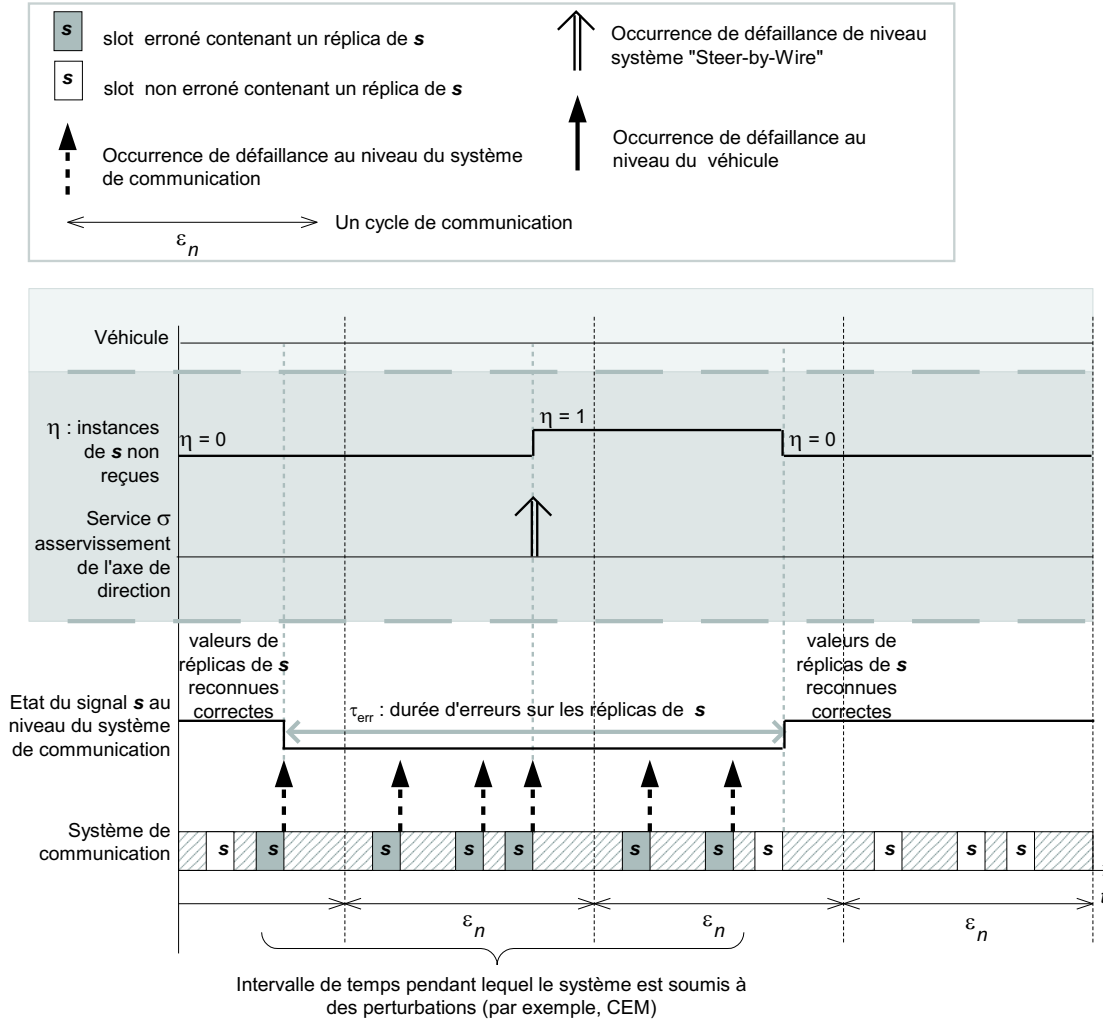 s
slot erroné contenant un réplica de s
s
slot non erroné contenant un réplica de s
Occurrence de défaillance au niveau du système
de communication
ε n
Un cycle de communication
Occurrence de défaillance de niveau
système "Steer-by-Wire"
Occurrence de défaillance au
niveau du véhicule
Véhicule
η : instances
de s non
reçues
η = 0
η = 1
η = 0
Service σ
asservissement
de l'axe de
direction
valeurs de
réplicas de s
reconnues
correctes
valeurs de
réplicas de s
reconnues
correctes
Etat du signal s au
niveau du système
de communication
τerr : durée d'erreurs sur les réplicas de s
Système de
communication
s s s s s s s s s s s
t
εn εn εn
Intervalle de temps pendant lequel le système est soumis à
des perturbations (par exemple, CEM)